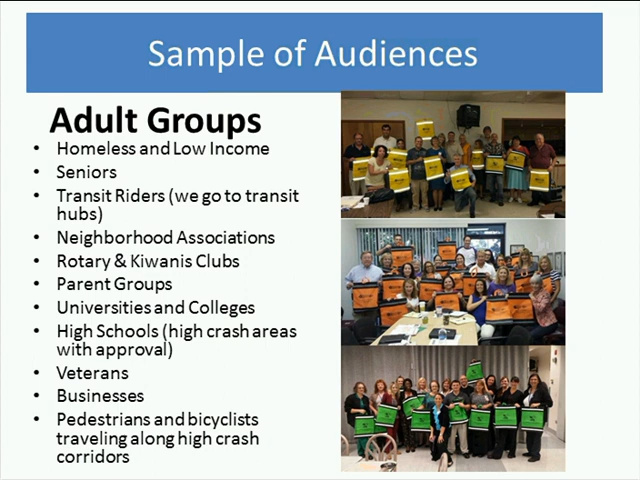 Sample of Audiences
Adult Groups
• Homeless and Low Income
• Seniors
• Transit Riders (we go to transit
hubs)
• Neighborhood Associations
• Rotary & Kiwanis Clubs
• Parent Groups
• Universities and Colleges
• High Schools (high crash areas
with approval)
• Veterans
• Businesses
• Pedestrians and bicyclists
traveling along high crash
corridors